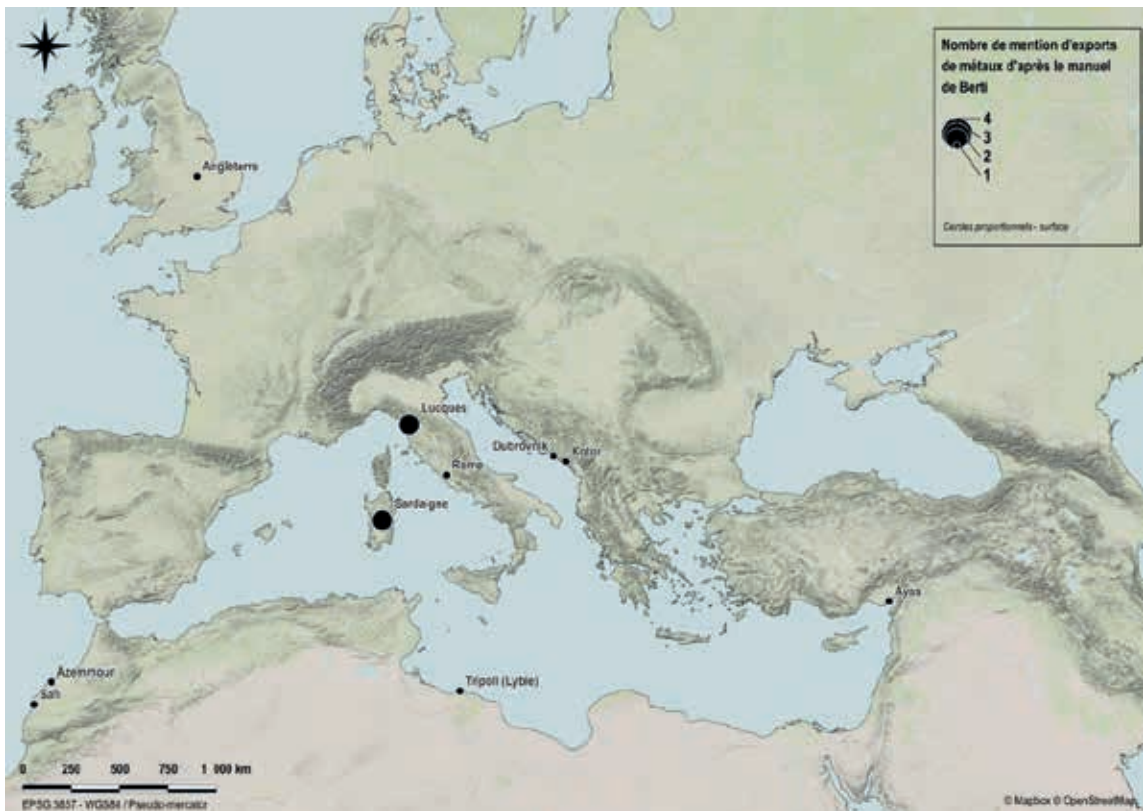 Nombre de mention d'exports
de métaux d'après le manuel
de Berti
4
3
2
1
Cercles proportionnels - surface
Angleterre
Lucques
Dubrovnik
Kotor
Rome
Sardaigne
Ayas
Azemmour
Safi
Tripoli (Lybie)
0 250 500 750 1 000 km
EPSG:3857 - WGS84 / Pseudo-mercator
© Mapbox © OpenStreetMap